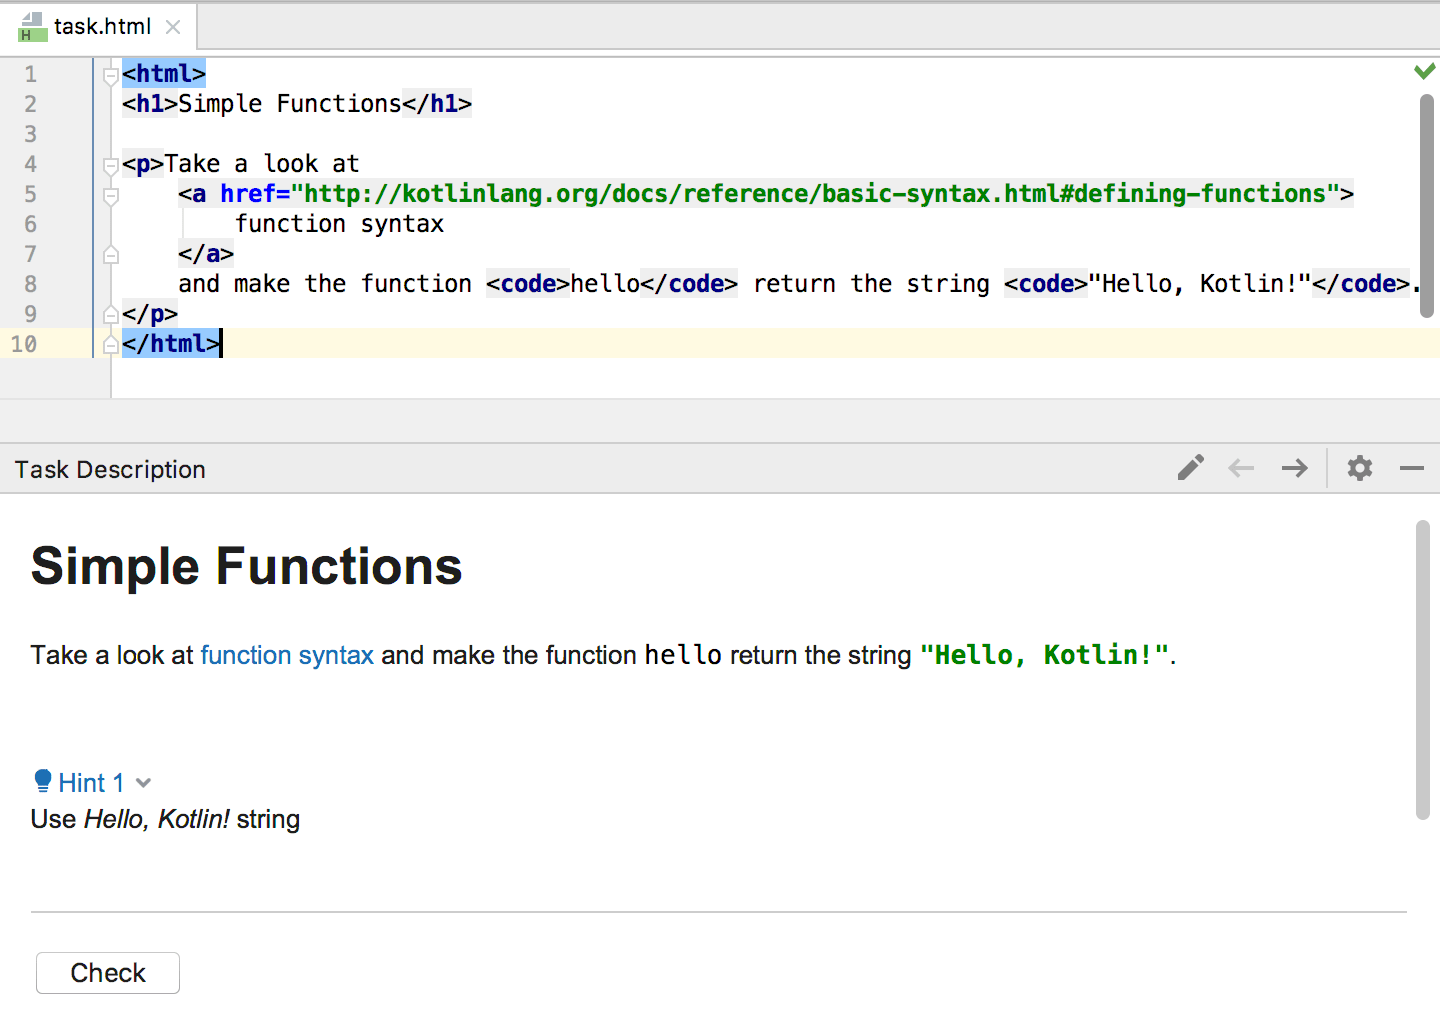 task.html
1 <html>
2 <h1>Simple Functions</h1>
3
4 <p>Take a look at
5 <a href="http://kotlinlang.org/docs/reference/basic-syntax.html#defining-functions">
6 function syntax
7 </a>
8 and make the function <code>hello</code> return the string <code>"Hello, Kotlin!"</code>.
9 </p>
10 </html>
Task Description
Simple Functions
Take a look at function syntax and make the function hello return the string "Hello, Kotlin!".
Hint 1
Use Hello, Kotlin! string
Check